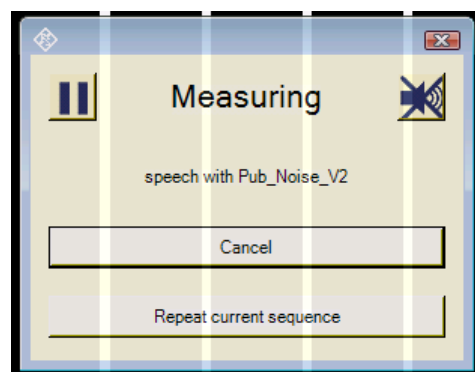 Measuring
speech with Pub_Noise_V2
Cancel
Repeat current sequence